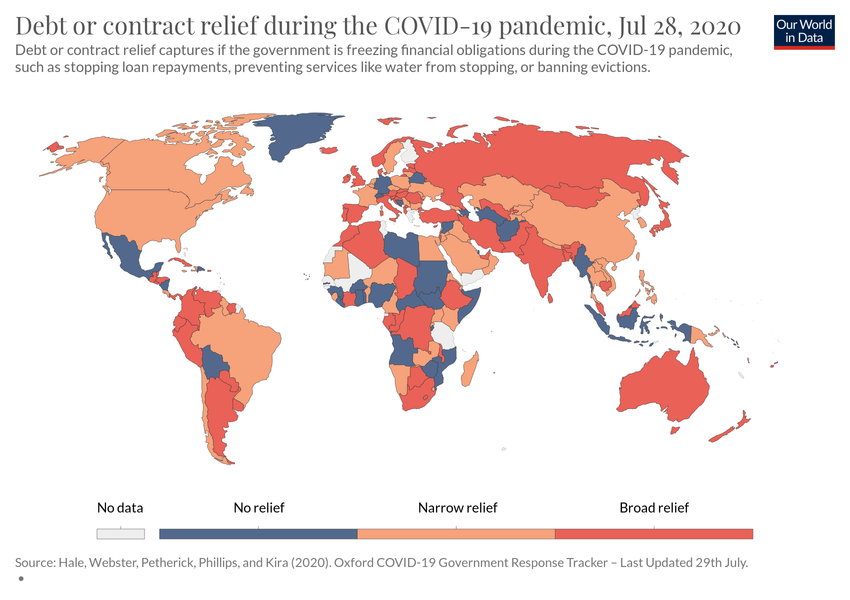 Debt or contract relief during the COVID-19 pandemic, Jul 28, 2020
Our World
in Data
Debt or contract relief captures if the government is freezing financial obligations during the COVID-19 pandemic,
such as stopping loan repayments, preventing services like water from stopping, or banning evictions.
No data
No relief
Narrow relief
Broad relief
Source: Hale, Webster, Petherick, Phillips, and Kira (2020). Oxford COVID-19 Government Response Tracker – Last Updated 29th July.
•